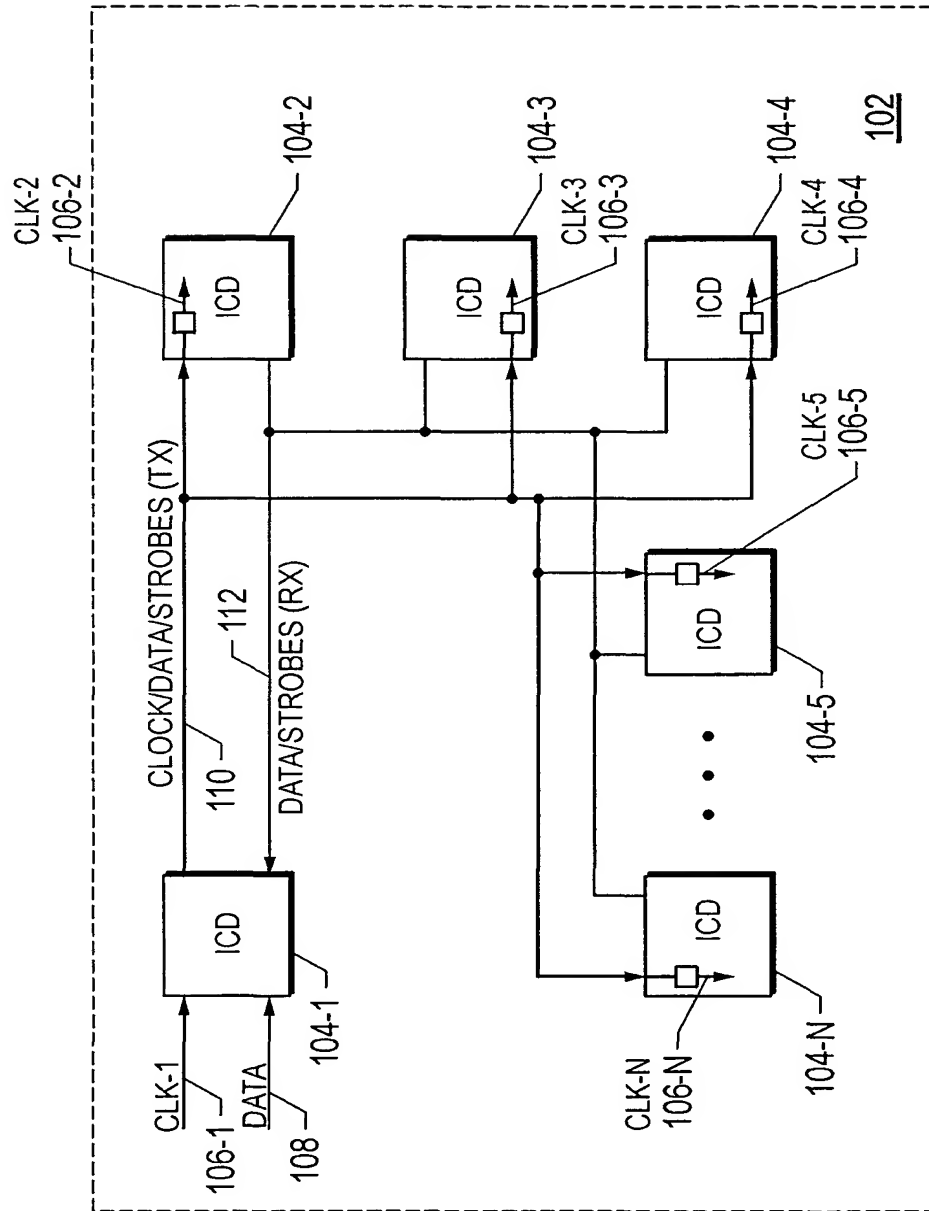 CLK-1
106-1
DATA
108
ICD
104-1
CLOCK/DATA/STROBES (TX)
110
112
DATA/STROBES (RX)
CLK-2
106-2
ICD
104-2
ICD
CLK-3
106-3
104-3
ICD
CLK-4
106-4
104-4
CLK-5
106-5
ICD
104-5
CLK-N
106-N
ICD
104-N
102